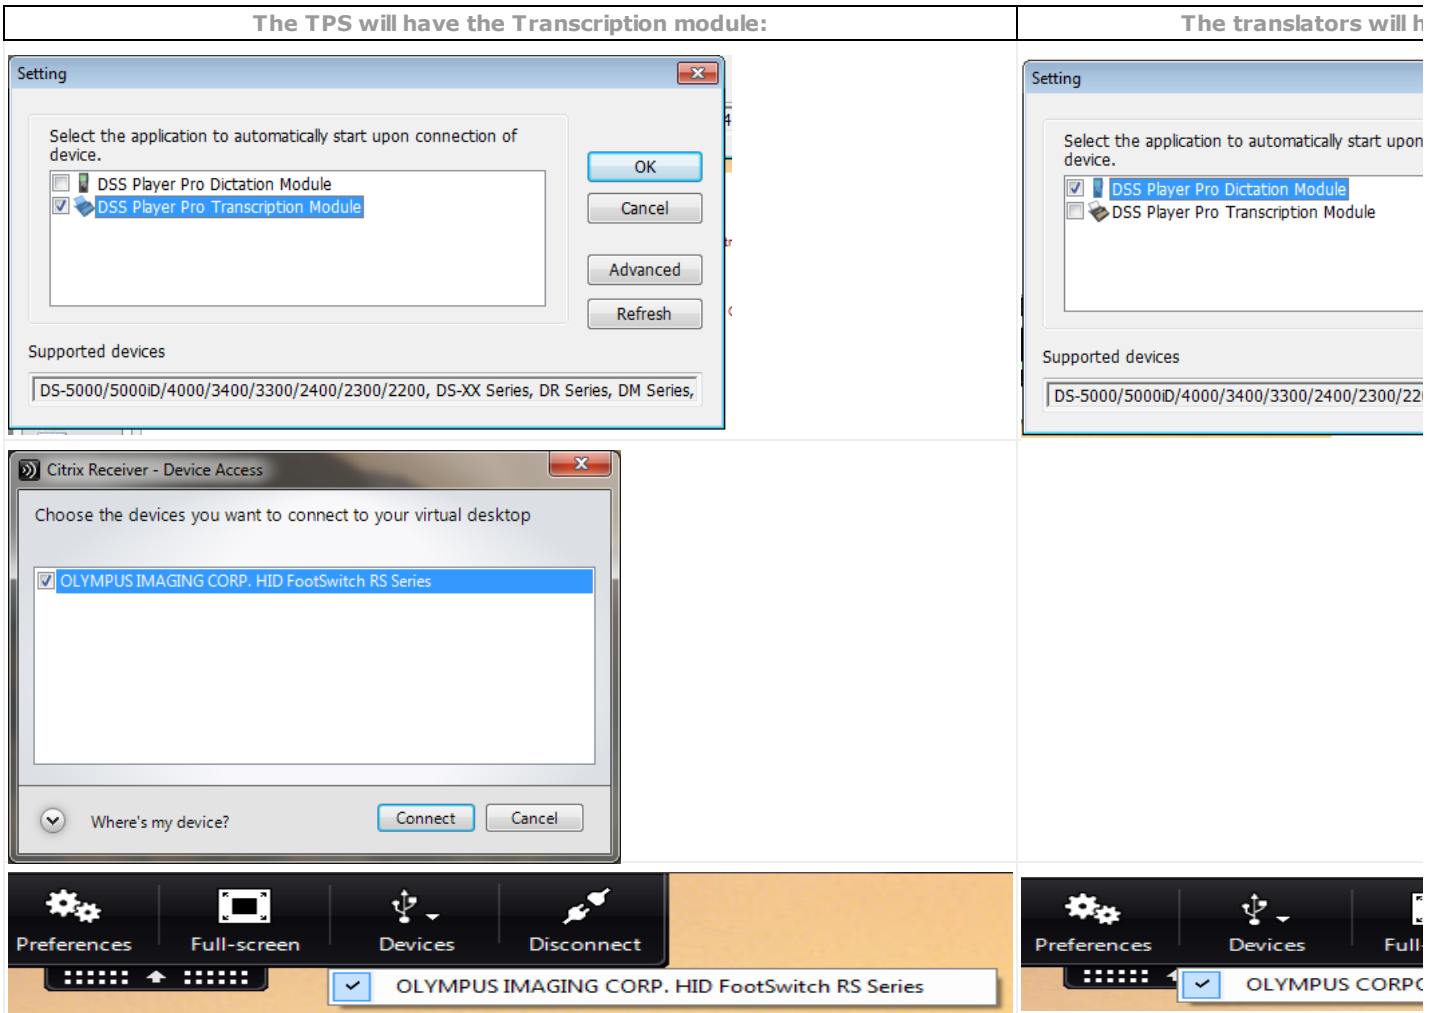 The TPS will have the Transcription module:
The translators will h
Setting
Select the application to automatically start upon connection of
device.
DSS Player Pro Dictation Module
DSS Player Pro Transcription Module
OK
Cancel
Advanced
Refresh
Supported devices
DS-5000/5000iD/4000/3400/3300/2400/2300/2200, DS-XX Series, DR Series, DM Series,
Setting
Select the application to automatically start upon
device.
DSS Player Pro Dictation Module
DSS Player Pro Transcription Module
Supported devices
DS-5000/5000iD/4000/3400/3300/2400/2300/22
Citrix Receiver - Device Access
Choose the devices you want to connect to your virtual desktop
OLYMPUS IMAGING CORP. HID FootSwitch RS Series
Where's my device?
Connect
Cancel
Preferences
Full-screen
Devices
Disconnect
OLYMPUS IMAGING CORP. HID FootSwitch RS Series
Preferences
Devices
Full-
OLYMPUS CORPO